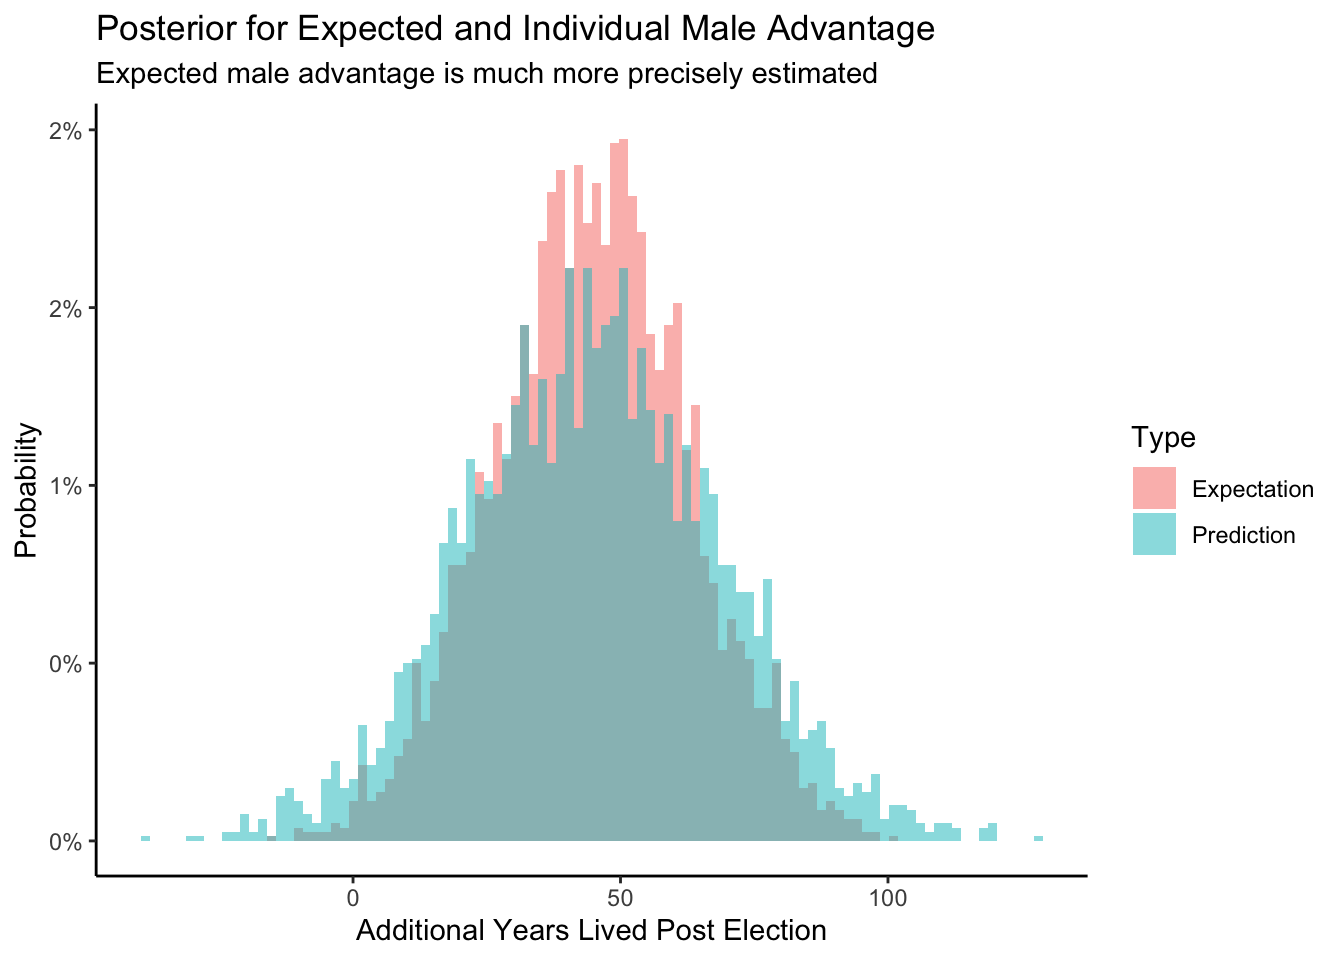 Posterior for Expected and Individual Male Advantage
Expected male advantage is much more precisely estimated
2%
2%
1%
0%
0%
Probability
0
50
100
Additional Years Lived Post Election
Type
Expectation
Prediction